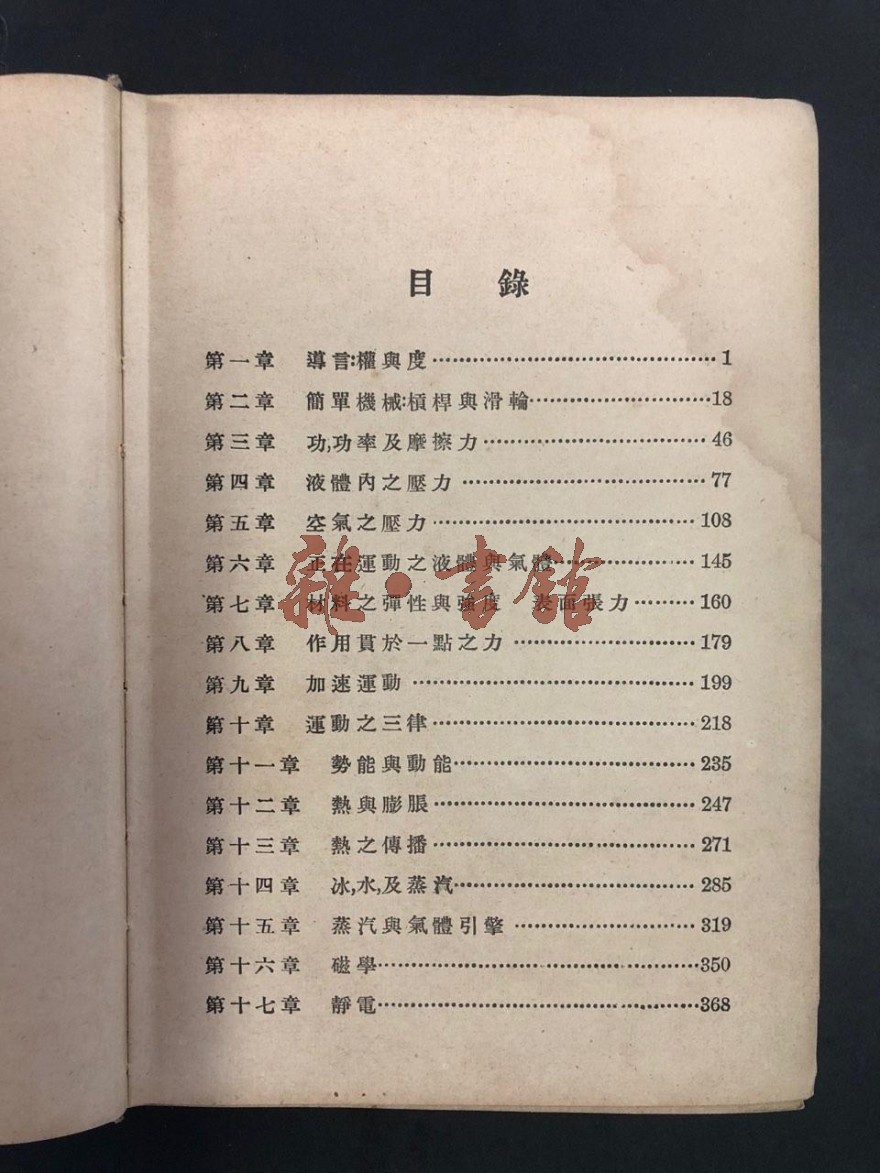 目錄
第一章 導言:權與度……1
第二章 簡單機械:槓桿與滑輪……18
第三章 功,功率及摩擦力……46
第四章 液體內之壓力……77
第五章 空氣之壓力……108
第六章 正在運動之液體與氣體……145
第七章 材料之彈性與強度 表面張力……160
第八章 作用貫於一點之力……179
第九章 加速運動……199
第十章 運動之三律……218
第十一章 勢能與動能……235
第十二章 熱與膨脹……247
第十三章 熱之傳播……271
第十四章 冰,水,及蒸汽……285
第十五章 蒸汽與氣體引擎……319
第十六章 磁學……350
第十七章 靜電……368
雜·書館